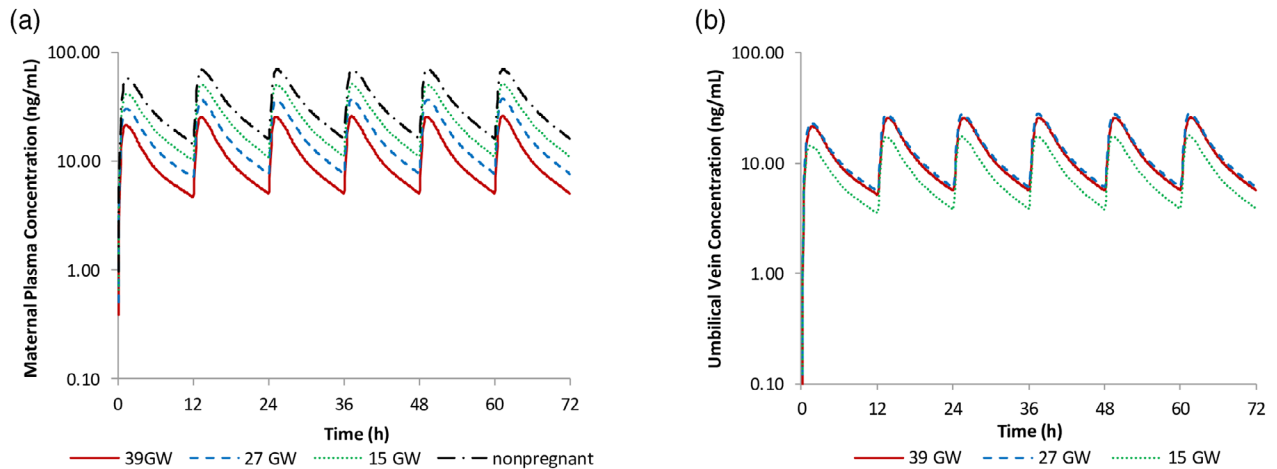 (a)
Maternal Plasma Concentration (ng/mL)
100.00
10.00
1.00
0.10
0 12 24 36 48 60 72
Time (h)
39GW 27 GW 15 GW nonpregnant
(b)
Umbilical Vein Concentration (ng/mL)
100.00
10.00
1.00
0.10
0 12 24 36 48 60 72
Time (h)
39 GW 27 GW 15 GW